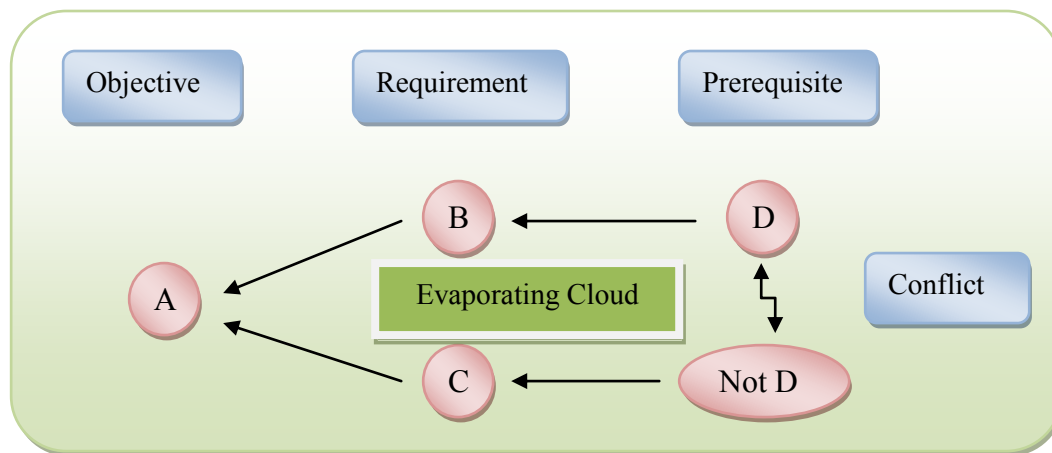 Objective
Requirement
Prerequisite
B
D
A
Evaporating Cloud
Conflict
C
Not D